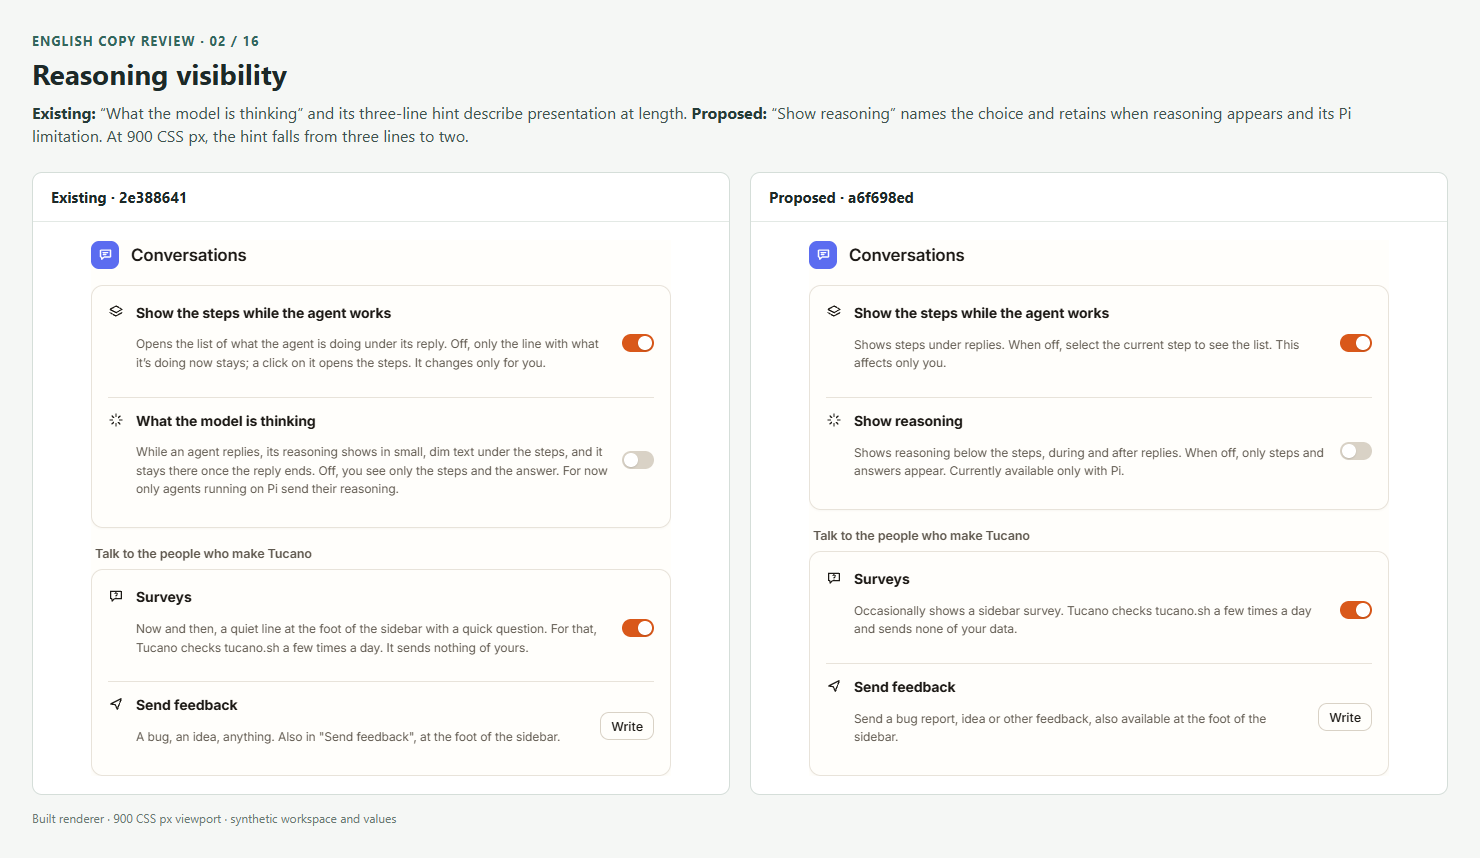 ENGLISH COPY REVIEW · 02 / 16
Reasoning visibility
Existing: “What the model is thinking” and its three-line hint describe presentation at length. Proposed: “Show reasoning” names the choice and retains when reasoning appears and its Pi
limitation. At 900 CSS px, the hint falls from three lines to two.
Existing · 2e388641
Conversations
Show the steps while the agent works
Opens the list of what the agent is doing under its reply. Off, only the line with what
it’s doing now stays; a click on it opens the steps. It changes only for you.
What the model is thinking
While an agent replies, its reasoning shows in small, dim text under the steps, and it
stays there once the reply ends. Off, you see only the steps and the answer. For now
only agents running on Pi send their reasoning.
Talk to the people who make Tucano
Surveys
Now and then, a quiet line at the foot of the sidebar with a quick question. For that,
Tucano checks tucano.sh a few times a day. It sends nothing of yours.
Send feedback
A bug, an idea, anything. Also in "Send feedback", at the foot of the sidebar.
Write
Proposed · a6f698ed
Conversations
Show the steps while the agent works
Shows steps under replies. When off, select the current step to see the list. This
affects only you.
Show reasoning
Shows reasoning below the steps, during and after replies. When off, only steps and
answers appear. Currently available only with Pi.
Talk to the people who make Tucano
Surveys
Occasionally shows a sidebar survey. Tucano checks tucano.sh a few times a day
and sends none of your data.
Send feedback
Send a bug report, idea or other feedback, also available at the foot of the
sidebar.
Write
Built renderer · 900 CSS px viewport · synthetic workspace and values